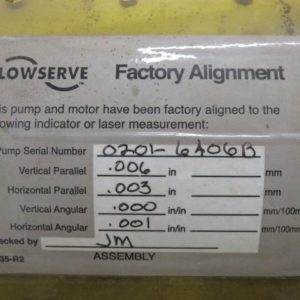 LOWSERVE Factory Alignment
is pump and motor have been factory aligned to the
owing indicator or laser measurement:
Pump Serial Number 0201-6406B
Vertical Parallel .006 in mm
Horizontal Parallel .003 in mm
Vertical Angular .000 in/in mm/100mm
Horizontal Angular .001 in/in mm/100mm
ecked by JM
35-R2 ASSEMBLY